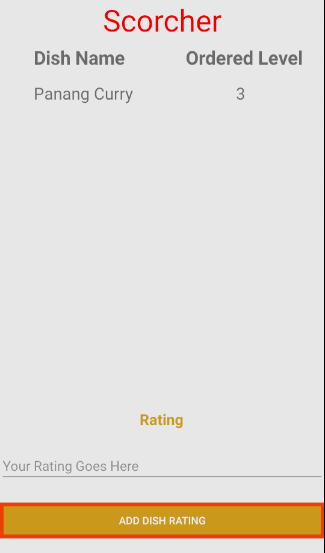 Scorcher
Dish Name Ordered Level
Panang Curry 3
Rating
Your Rating Goes Here
ADD DISH RATING